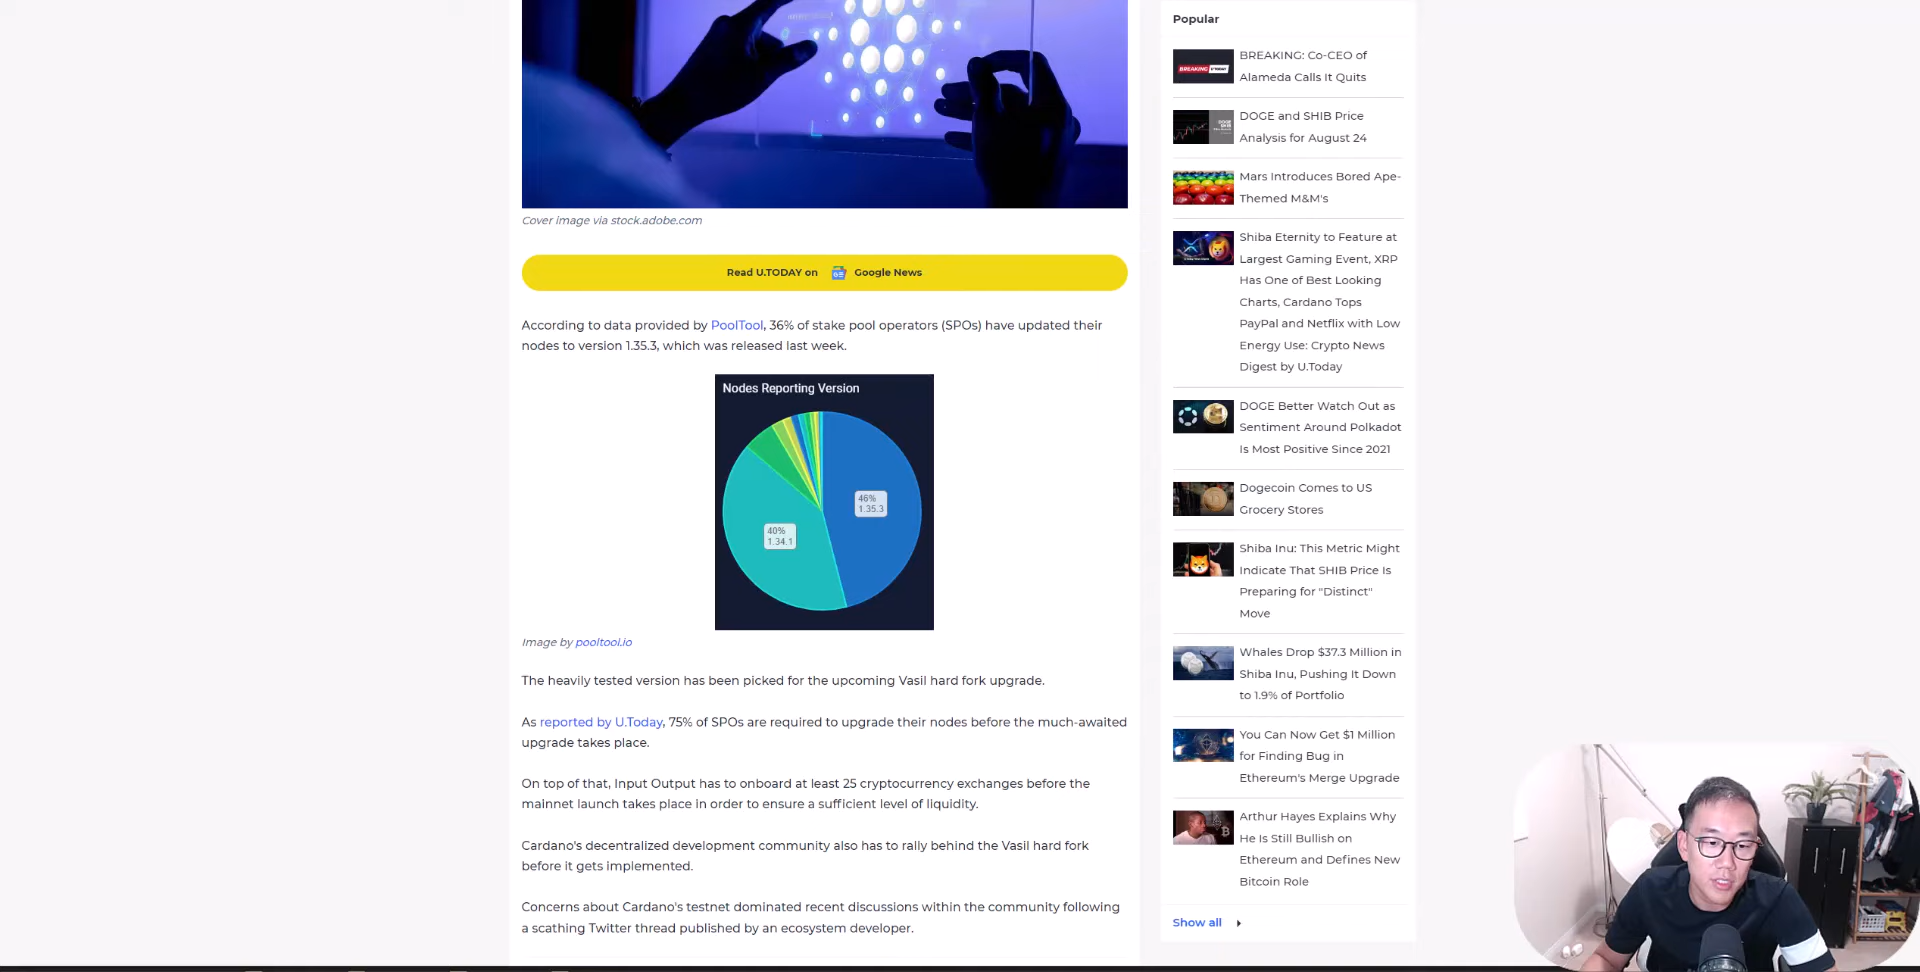 Cover image via stock.adobe.com
Read U.TODAY on Google News
According to data provided by PoolTool, 36% of stake pool operators (SPOs) have updated their
nodes to version 1.35.3, which was released last week.
Nodes Reporting Version
46%
1.35.3
40%
1.34.1
Image by pooltool.io
The heavily tested version has been picked for the upcoming Vasil hard fork upgrade.
As reported by U.Today, 75% of SPOs are required to upgrade their nodes before the much-awaited
upgrade takes place.
On top of that, Input Output has to onboard at least 25 cryptocurrency exchanges before the
mainnet launch takes place in order to ensure a sufficient level of liquidity.
Cardano's decentralized development community also has to rally behind the Vasil hard fork
before it gets implemented.
Concerns about Cardano's testnet dominated recent discussions within the community following
a scathing Twitter thread published by an ecosystem developer.
Popular
BREAKING: Co-CEO of
Alameda Calls It Quits
DOGE and SHIB Price
Analysis for August 24
Mars Introduces Bored Ape-
Themed M&M's
Shiba Eternity to Feature at
Largest Gaming Event, XRP
Has One of Best Looking
Charts, Cardano Tops
PayPal and Netflix with Low
Energy Use: Crypto News
Digest by U.Today
DOGE Better Watch Out as
Sentiment Around Polkadot
Is Most Positive Since 2021
Dogecoin Comes to US
Grocery Stores
Shiba Inu: This Metric Might
Indicate That SHIB Price Is
Preparing for "Distinct"
Move
Whales Drop $37.3 Million in
Shiba Inu, Pushing It Down
to 1.9% of Portfolio
You Can Now Get $1 Million
for Finding Bug in
Ethereum's Merge Upgrade
Arthur Hayes Explains Why
He Is Still Bullish on
Ethereum and Defines New
Bitcoin Role
Show all